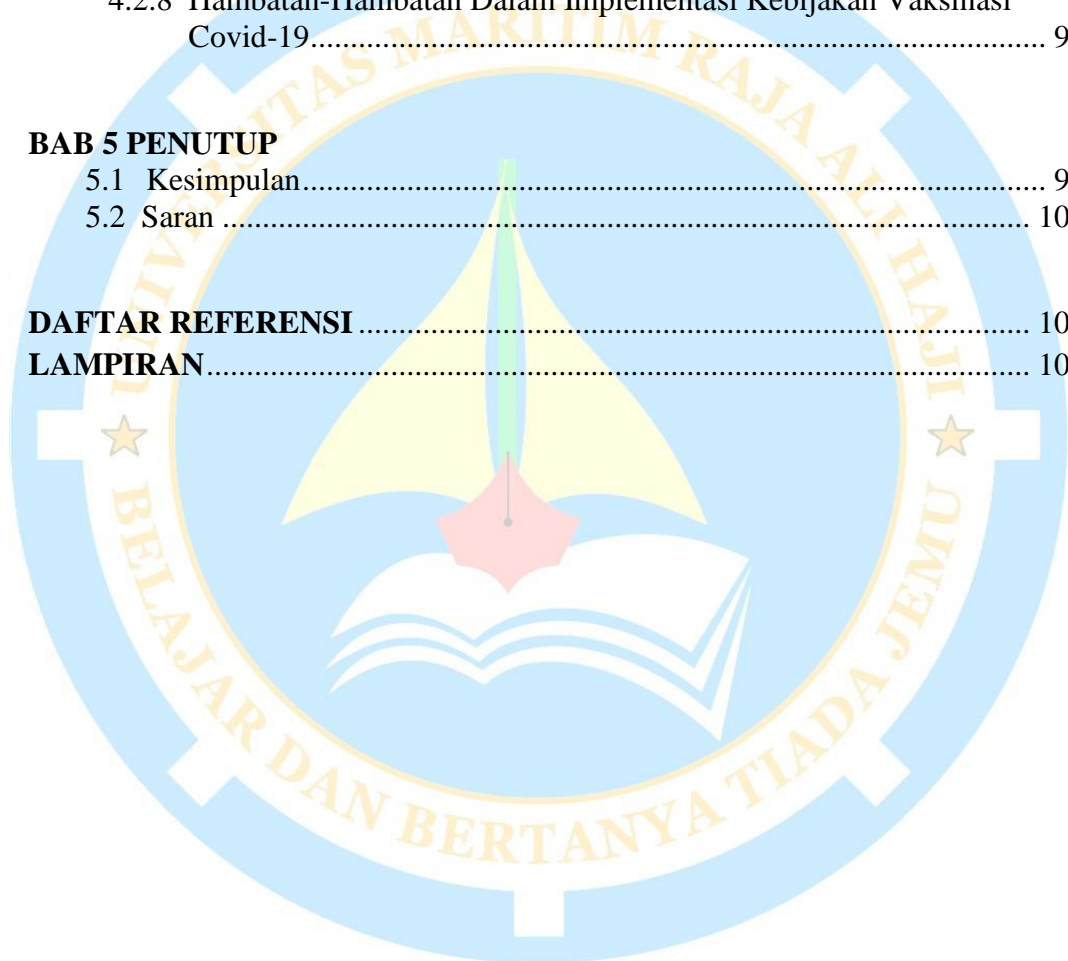 4.2.8 Hambatan-Hambatan Dalam Implementasi Kebijakan Vaksinasi
Covid-19.......................................................................................... 9
BAB 5 PENUTUP
5.1 Kesimpulan........................................................................................... 9
5.2 Saran ................................................................................................... 10
DAFTAR REFERENSI ................................................................................... 10
LAMPIRAN...................................................................................................... 10
UNIVERSITAS MARITIM RAJA ALI HAJI
BELAJAR DAN BERTANYA TIADA JEMU